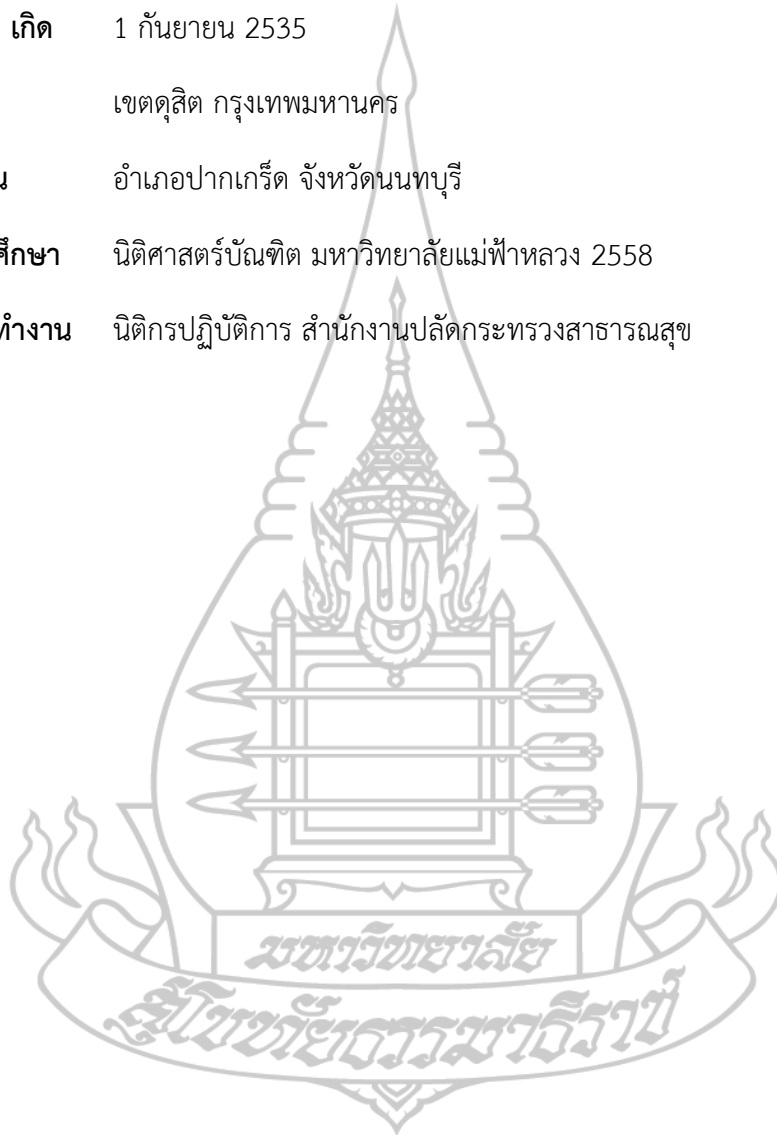 เกิด 1 กันยายน 2535
เขตดุสิต กรุงเทพมหานคร
อำเภอปากเกร็ด จังหวัดนนทบุรี
ศึกษา นิติศาสตร์บัณฑิต มหาวิทยาลัยแม่ฟ้าหลวง 2558
ทำงาน นิติกรปฏิบัติการ สำนักงานปลัดกระทรวงสาธารณสุข
มหาวิทยาลัย
สุโขทัยธรรมาธิราช